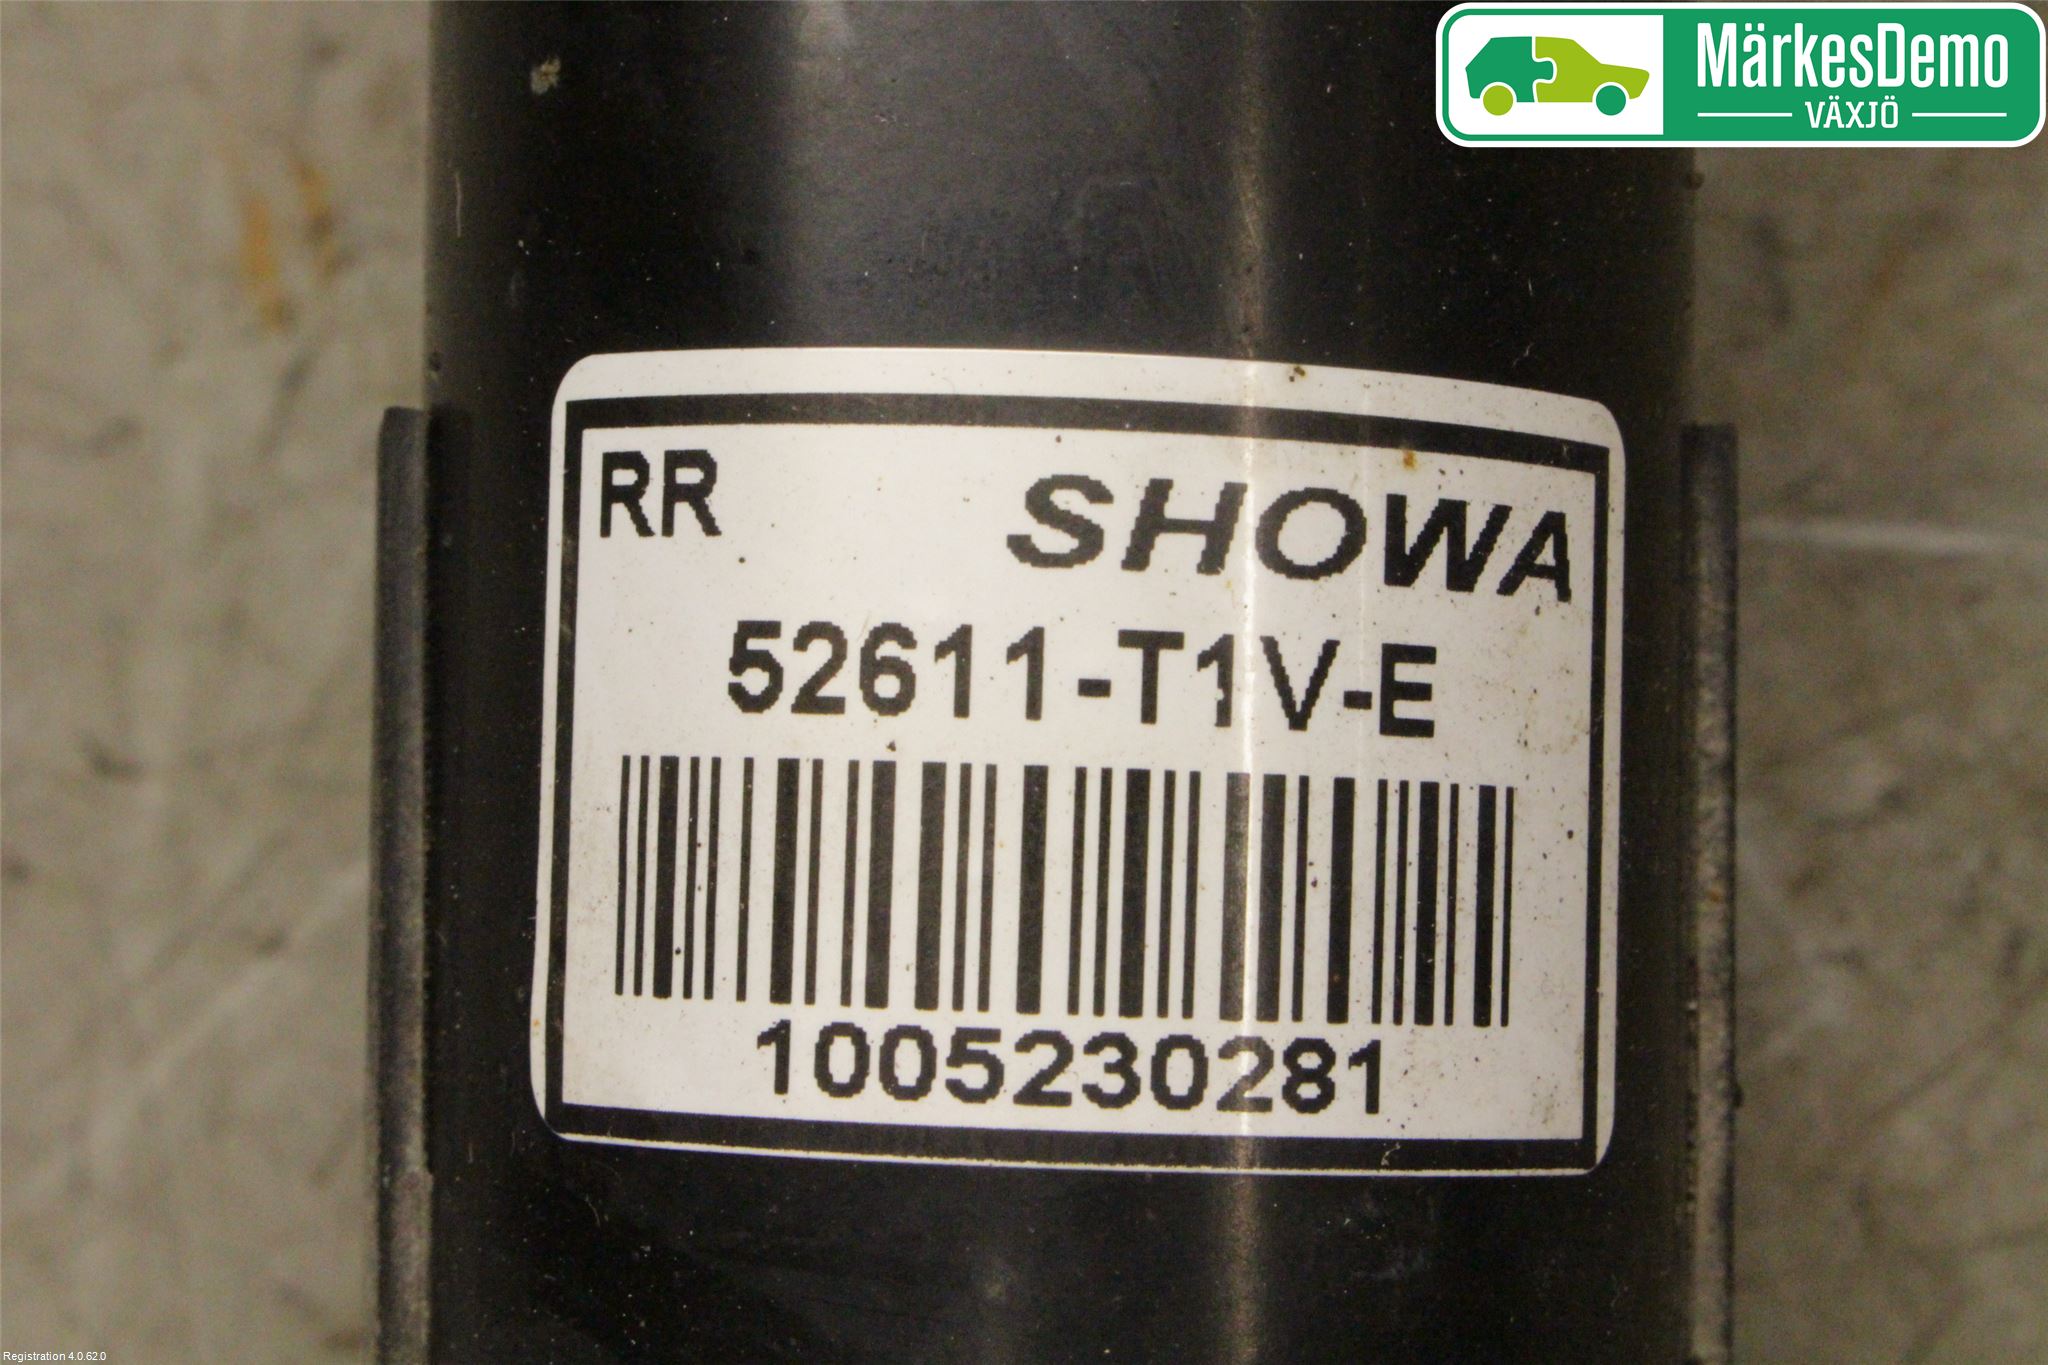 MärkesDemo
VÄXJÖ
RR SHOWA
52611-T1V-E
1005230281
Registration 4.0.62.0